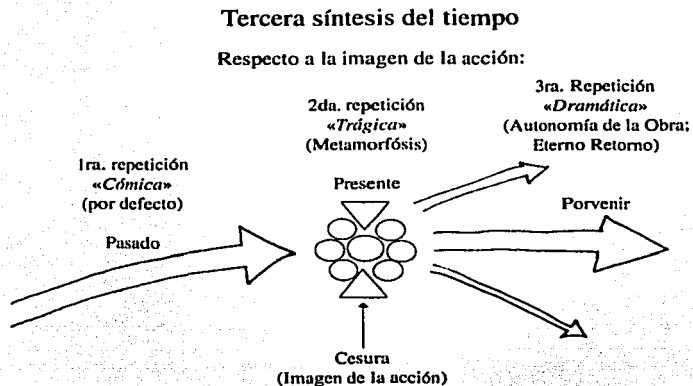 Tercera síntesis del tiempo
Respecto a la imagen de la acción:
1ra. repetición
«Cómica»
(por defecto)
Pasado
2da. repetición
«Trágica»
(Metamorfósis)
Presente
3ra. Repetición
«Dramática»
(Autonomía de la Obra;
Eterno Retorno)
Porvenir
Cesura
(Imagen de la acción)